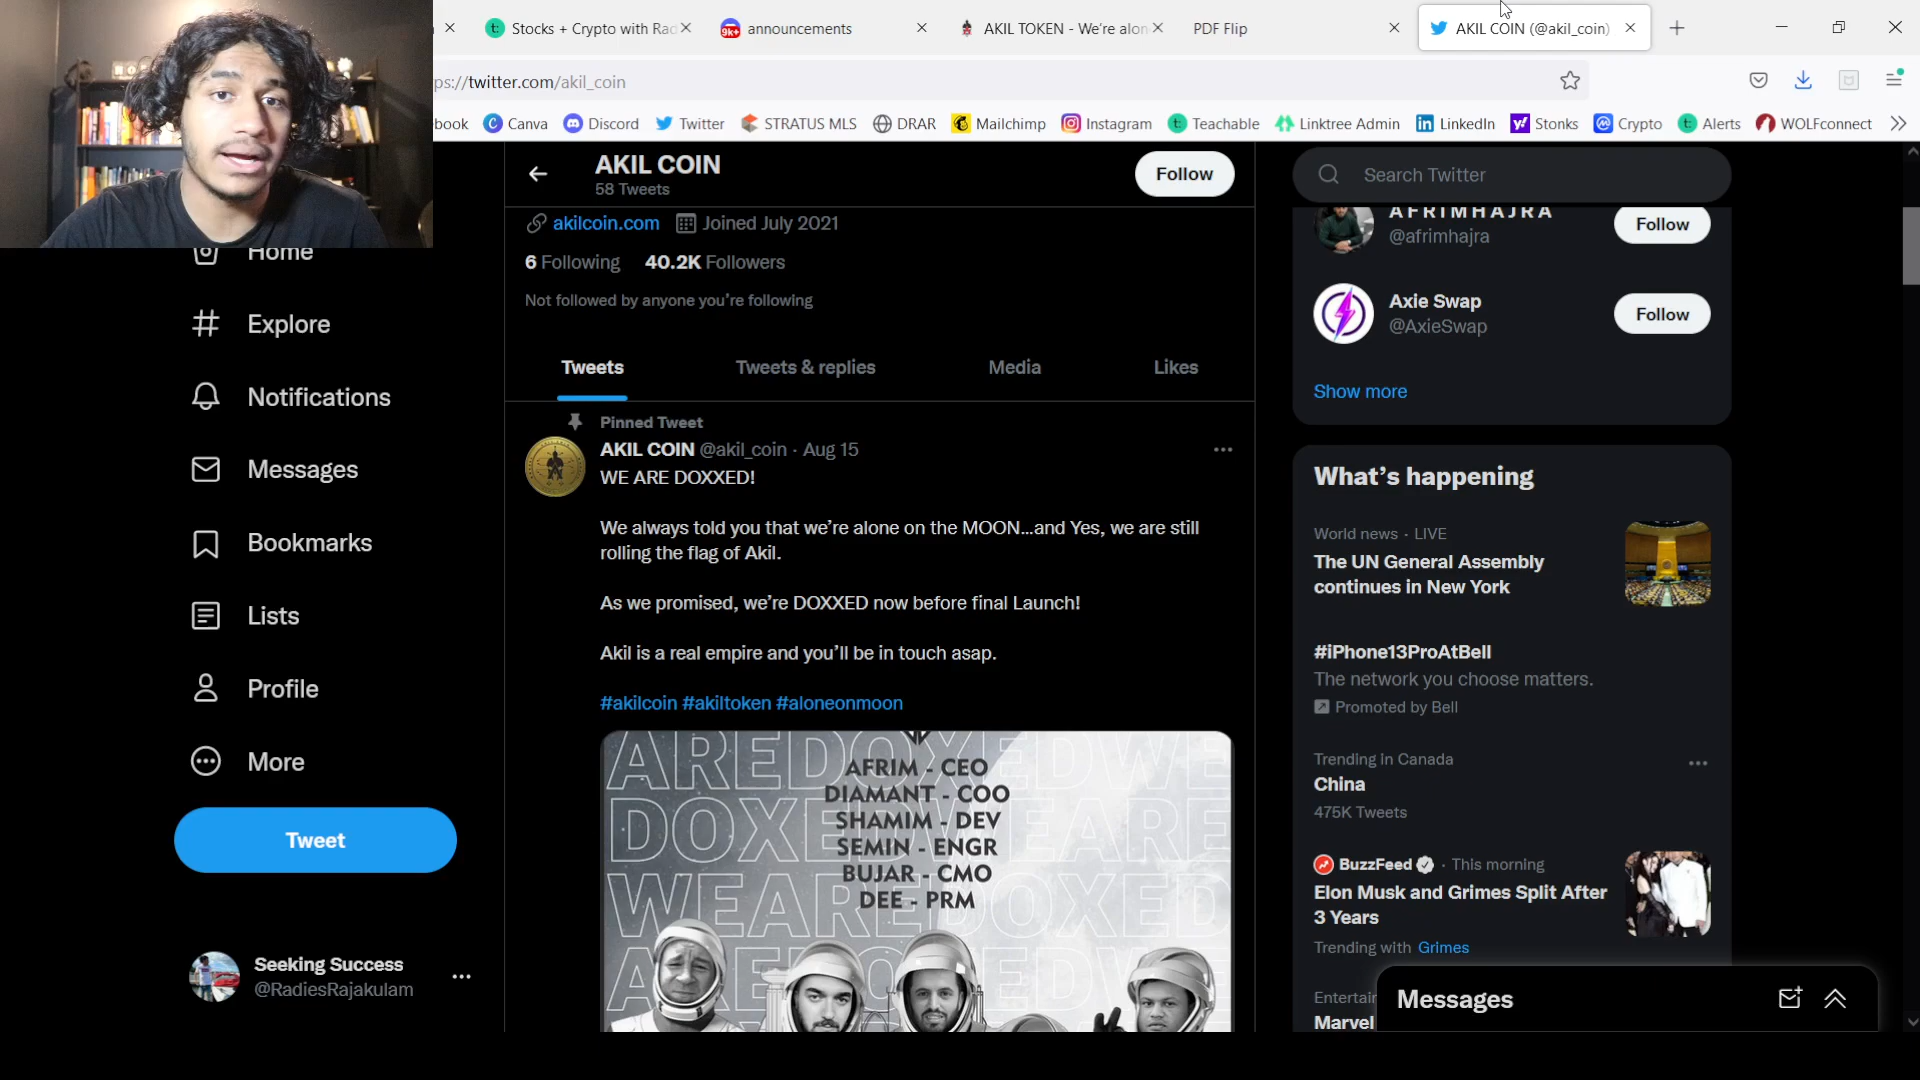 Stocks + Crypto with Rad
9K+
announcements
AKIL TOKEN - We're alon
PDF Flip
AKIL COIN (@akil_coin)
ps://twitter.com/akil_coin
book
Canva
Discord
Twitter
STRATUS MLS
DRAR
Mailchimp
Instagram
Teachable
Linktree Admin
LinkedIn
Stonks
Crypto
Alerts
WOLFconnect
Home
Explore
Notifications
Messages
Bookmarks
Lists
Profile
More
Tweet
Seeking Success
@RadiesRajakulam
AKIL COIN
58 Tweets
Follow
akilcoin.com
Joined July 2021
6 Following
40.2K Followers
Not followed by anyone you're following
Tweets
Tweets & replies
Media
Likes
Pinned Tweet
AKIL COIN @akil_coin · Aug 15
WE ARE DOXXED!
We always told you that we're alone on the MOON...and Yes, we are still
rolling the flag of Akil.
As we promised, we're DOXXED now before final Launch!
Akil is a real empire and you'll be in touch asap.
#akilcoin #akiltoken #aloneonmoon
AREDOXEDWE
AFRIM - CEO
DIAMANT - COO
SHAMIM - DEV
SEMIN - ENGR
BUJAR - CMO
DEE - PRM
Search Twitter
AFRIMHAJRA
@afrimhajra
Follow
Axie Swap
@AxieSwap
Follow
Show more
What's happening
World news · LIVE
The UN General Assembly
continues in New York
#iPhone13ProAtBell
The network you choose matters.
Promoted by Bell
Trending in Canada
China
475K Tweets
BuzzFeed · This morning
Elon Musk and Grimes Split After
3 Years
Trending with Grimes
Entertain
Marvel
Messages